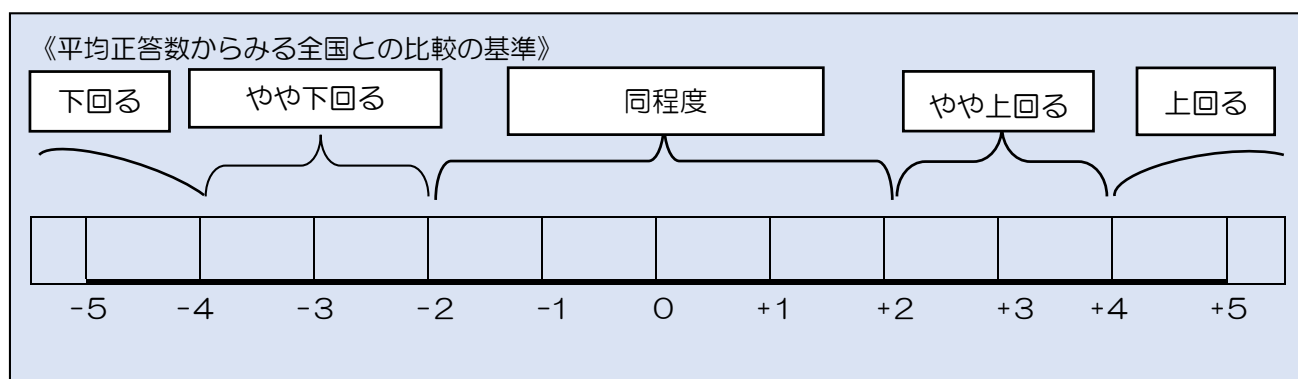 《平均正答数からみる全国との比較の基準》
下回る やや下回る 同程度 やや上回る 上回る
-5 -4 -3 -2 -1 0 +1 +2 +3 +4 +5